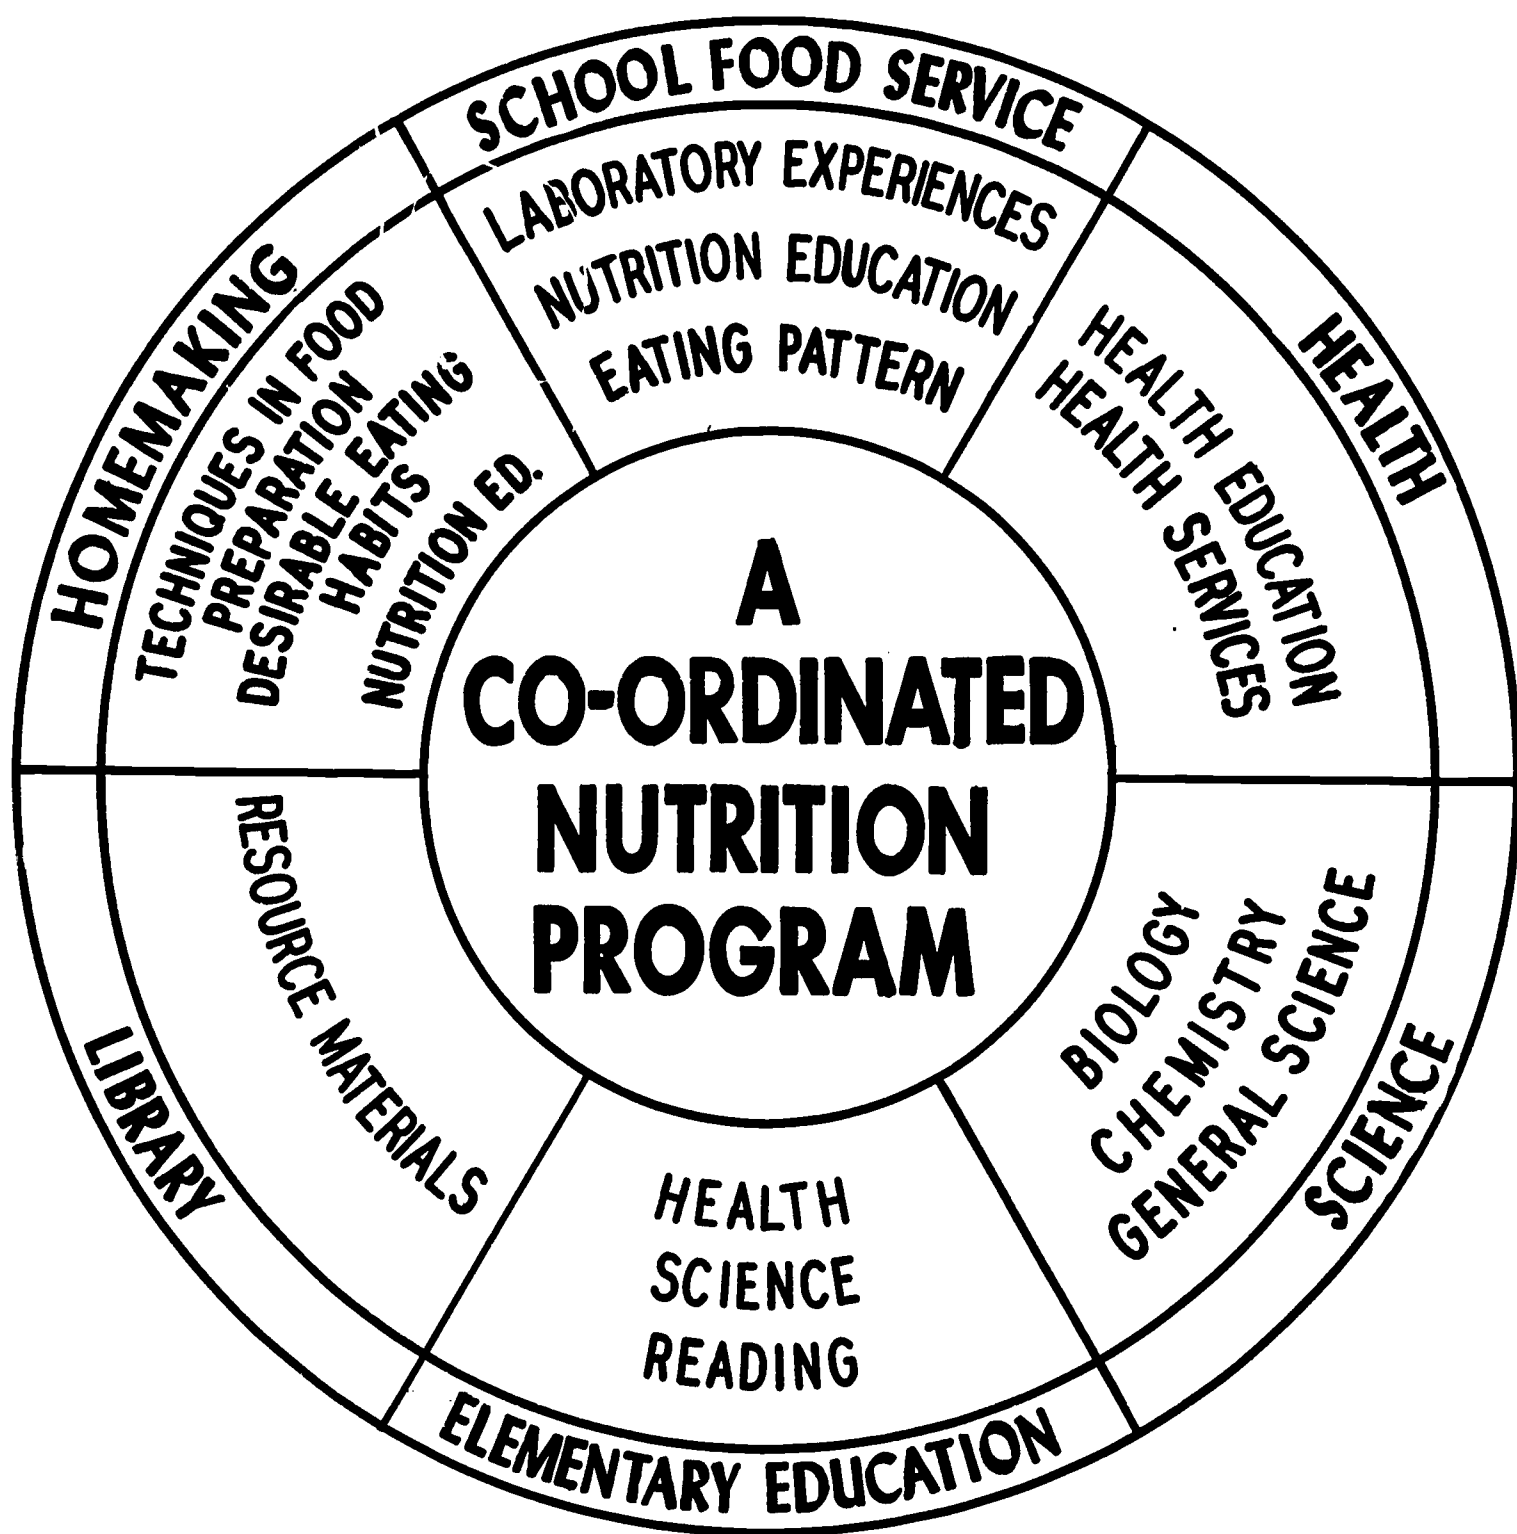 SCHOOL FOOD SERVICE
LABORATORY EXPERIENCES
NUTRITION EDUCATION
EATING PATTERN
HEALTH
HEALTH EDUCATION
HEALTH SERVICES
SCIENCE
BIOLOGY
CHEMISTRY
GENERAL SCIENCE
ELEMENTARY EDUCATION
HEALTH
SCIENCE
READING
LIBRARY
RESOURCE MATERIALS
HOMEMAKING
TECHNIQUES IN FOOD
PREPARATION
DESIRABLE EATING
HABITS
NUTRITION ED.
A
CO-ORDINATED
NUTRITION
PROGRAM